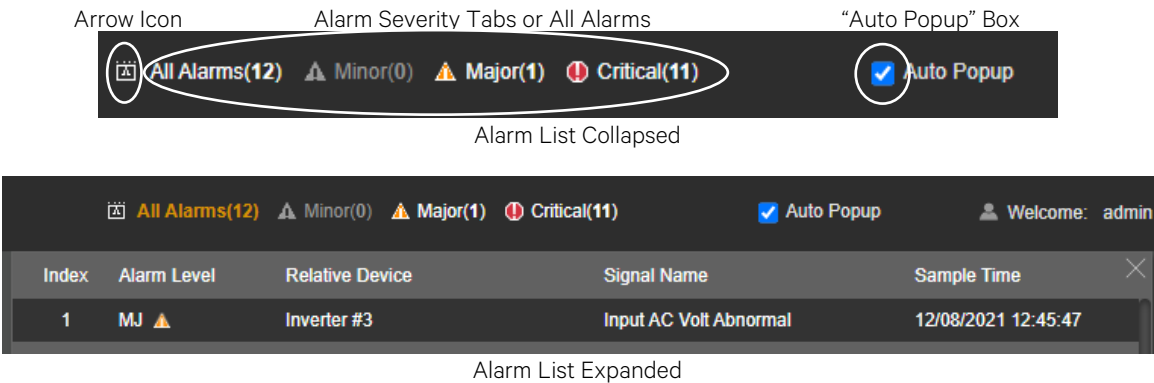 Arrow Icon Alarm Severity Tabs or All Alarms “Auto Popup” Box
All Alarms(12) Minor(0) Major(1) Critical(11) Auto Popup
Alarm List Collapsed
All Alarms(12) Minor(0) Major(1) Critical(11) Auto Popup Welcome: admin
Index Alarm Level Relative Device Signal Name Sample Time
1 MJ Inverter #3 Input AC Volt Abnormal 12/08/2021 12:45:47
Alarm List Expanded